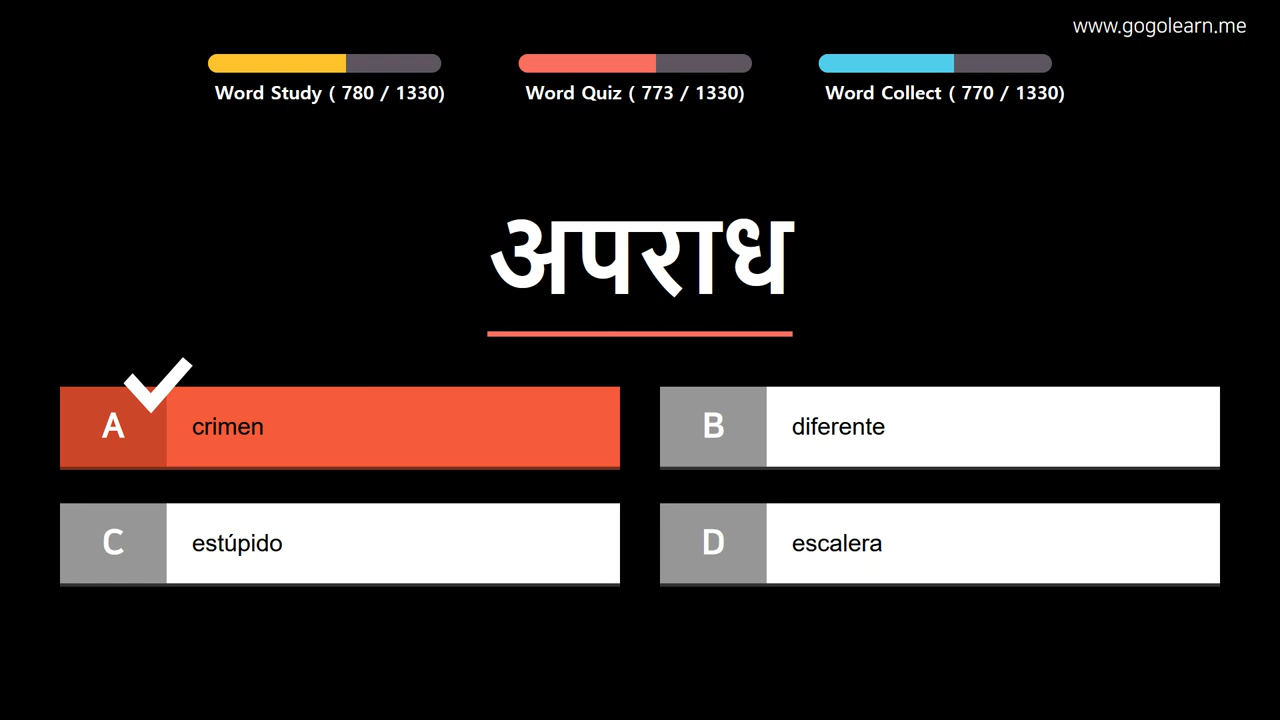 www.gogolearn.me
Word Study ( 780 / 1330)
Word Quiz ( 773 / 1330)
Word Collect ( 770 / 1330)
अपराध
A
crimen
B
diferente
C
estúpido
D
escalera